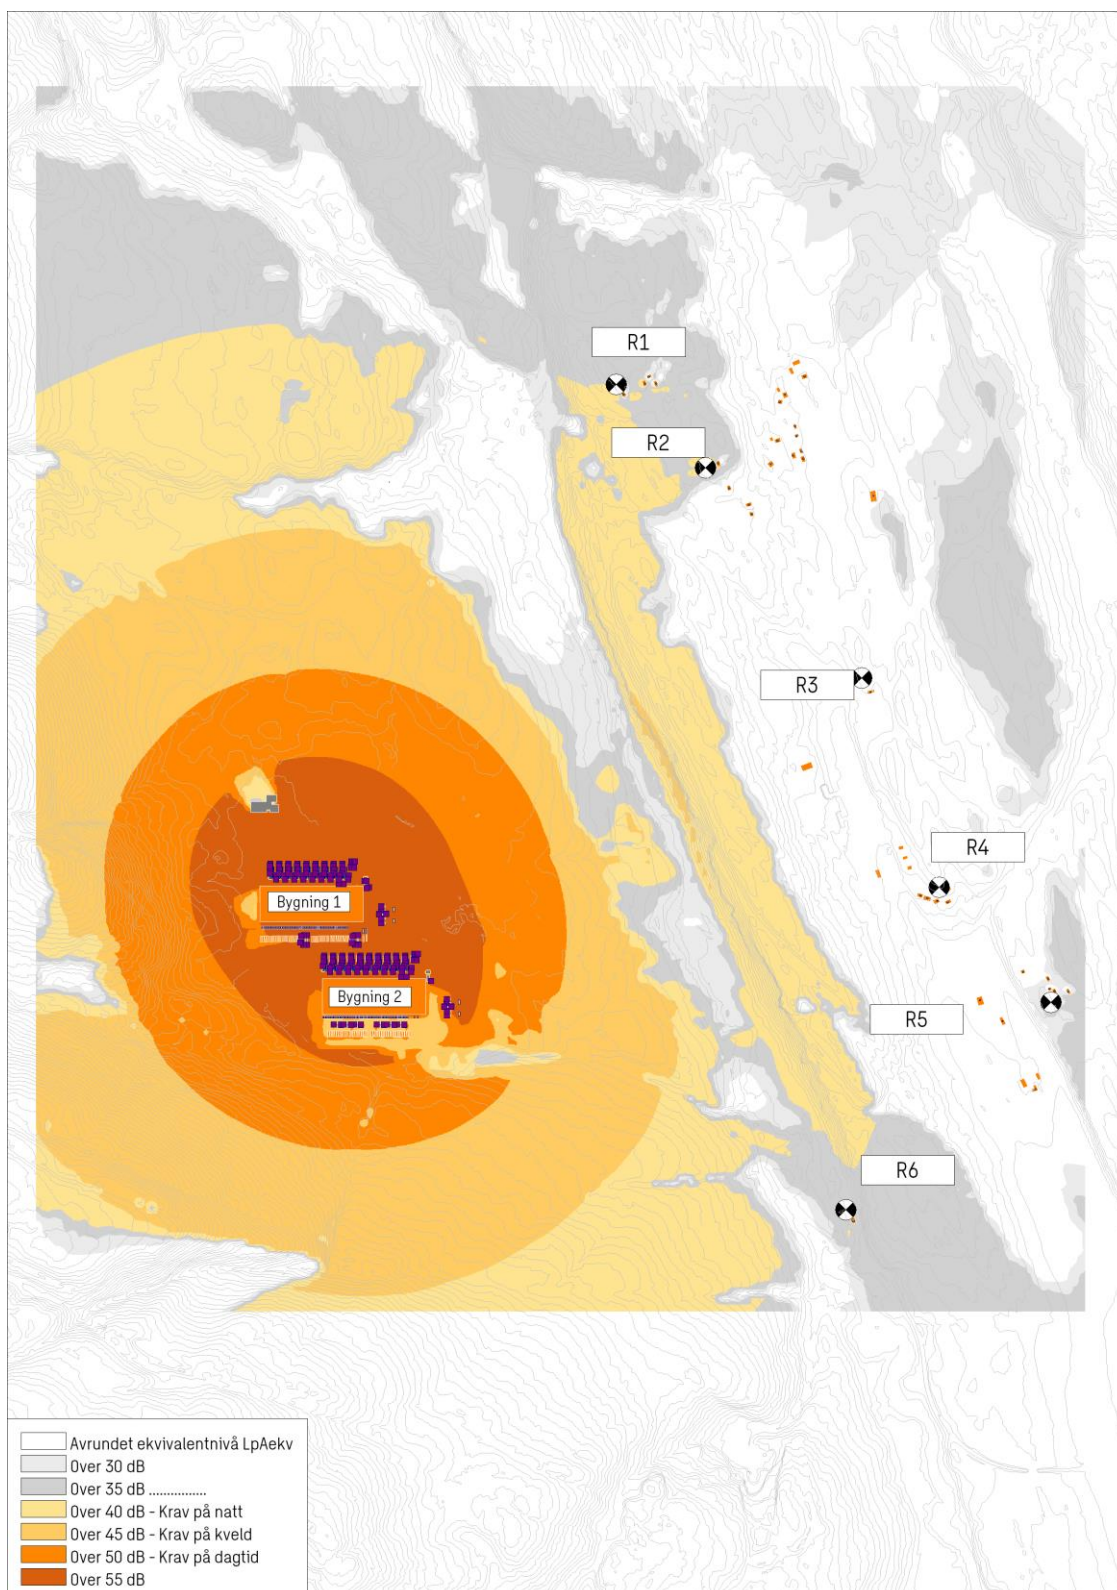 R1
R2
R3
R4
Bygning 1
Bygning 2
R5
R6
Avrundet ekvivalentnivå LpAekv
Over 30 dB
Over 35 dB ................
Over 40 dB - Krav på natt
Over 45 dB - Krav på kveld
Over 50 dB - Krav på dagtid
Over 55 dB